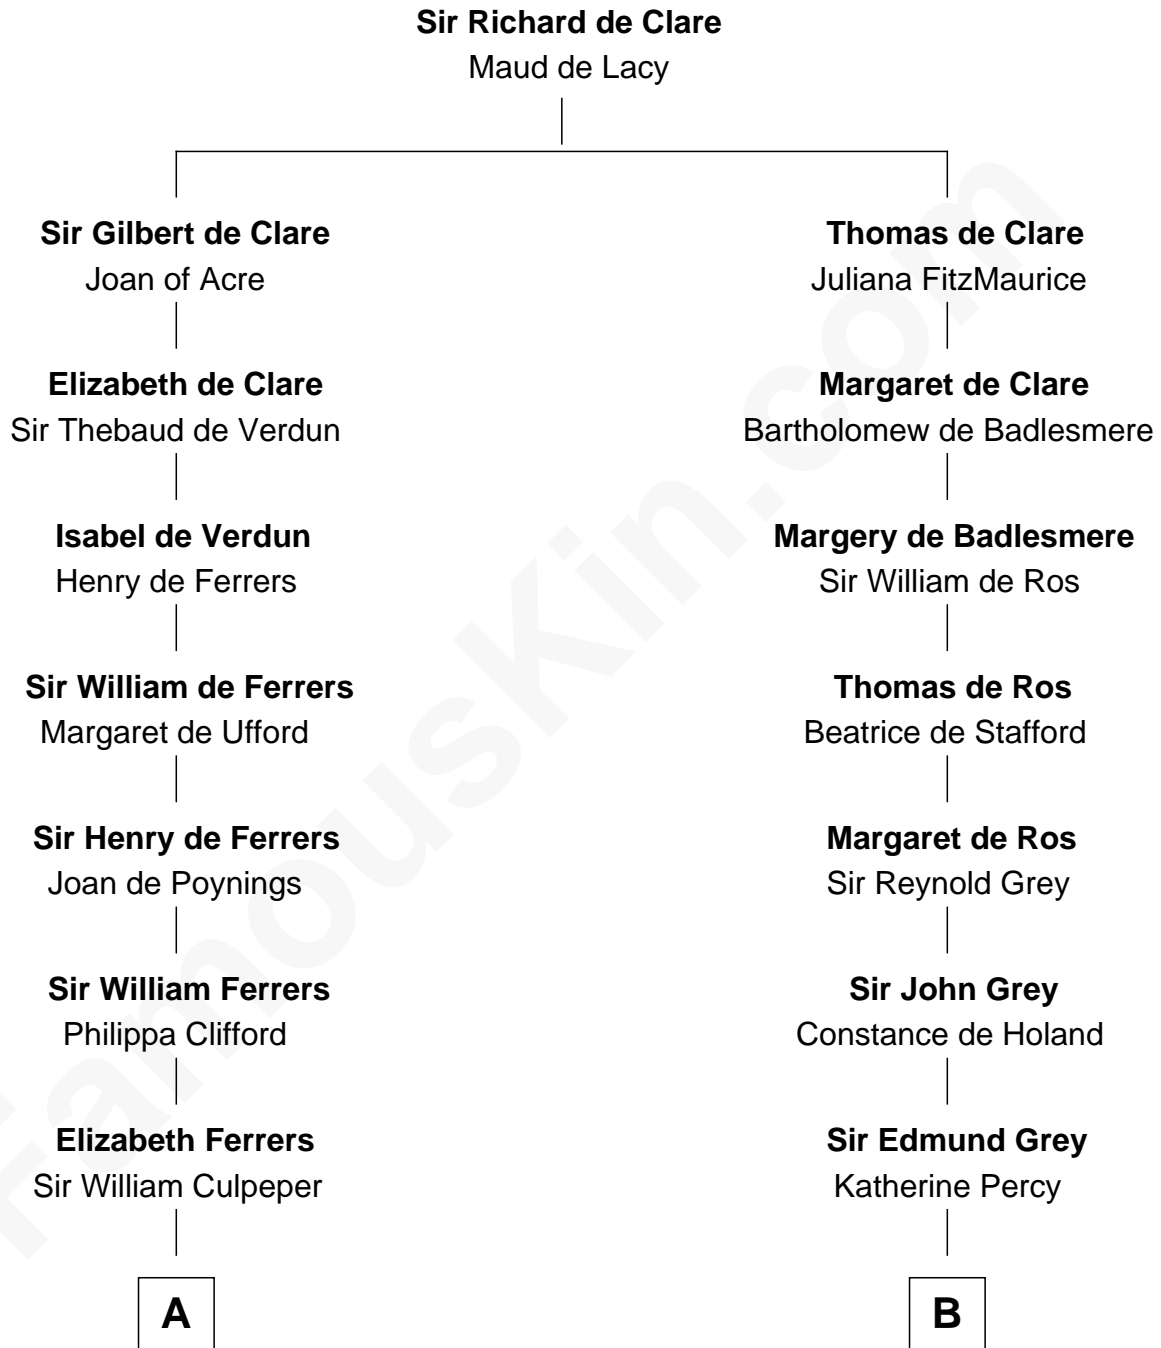 Sir Richard de Clare
Maud de Lacy
Sir Gilbert de Clare
Joan of Acre
Thomas de Clare
Juliana FitzMaurice
Elizabeth de Clare
Sir Thebaud de Verdun
Margaret de Clare
Bartholomew de Badlesmere
Isabel de Verdun
Henry de Ferrers
Margery de Badlesmere
Sir William de Ros
Sir William de Ferrers
Margaret de Ufford
Thomas de Ros
Beatrice de Stafford
Sir Henry de Ferrers
Joan de Poynings
Margaret de Ros
Sir Reynold Grey
Sir William Ferrers
Philippa Clifford
Sir John Grey
Constance de Holand
Elizabeth Ferrers
Sir William Culpeper
Sir Edmund Grey
Katherine Percy
A
B
FamousKin.com